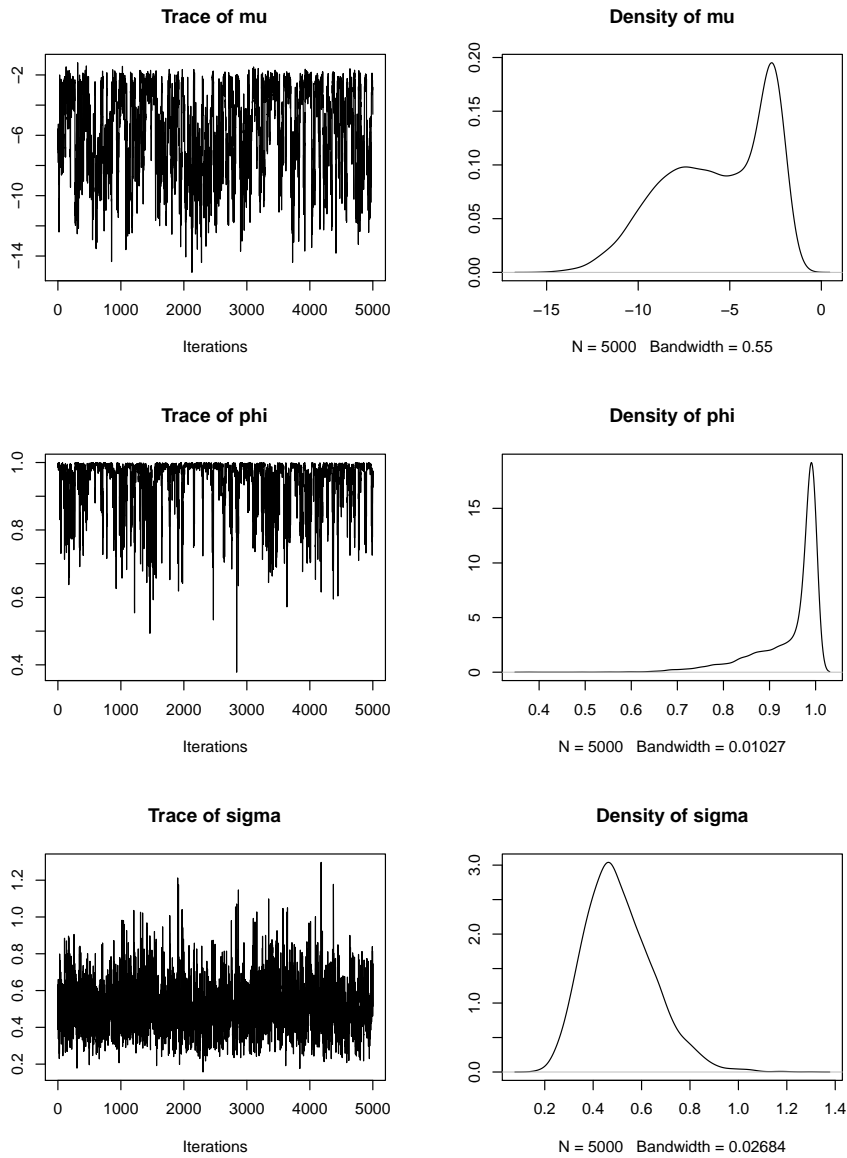 Trace of mu
−2
−6
−10
−14
0 1000 2000 3000 4000 5000
Iterations
Density of mu
0.20
0.15
0.10
0.05
0.00
−15 −10 −5 0
N = 5000 Bandwidth = 0.55
Trace of phi
1.0
0.8
0.6
0.4
0 1000 2000 3000 4000 5000
Iterations
Density of phi
15
10
5
0
0.4 0.5 0.6 0.7 0.8 0.9 1.0
N = 5000 Bandwidth = 0.01027
Trace of sigma
1.2
1.0
0.8
0.6
0.4
0.2
0 1000 2000 3000 4000 5000
Iterations
Density of sigma
3.0
2.0
1.0
0.0
0.2 0.4 0.6 0.8 1.0 1.2 1.4
N = 5000 Bandwidth = 0.02684